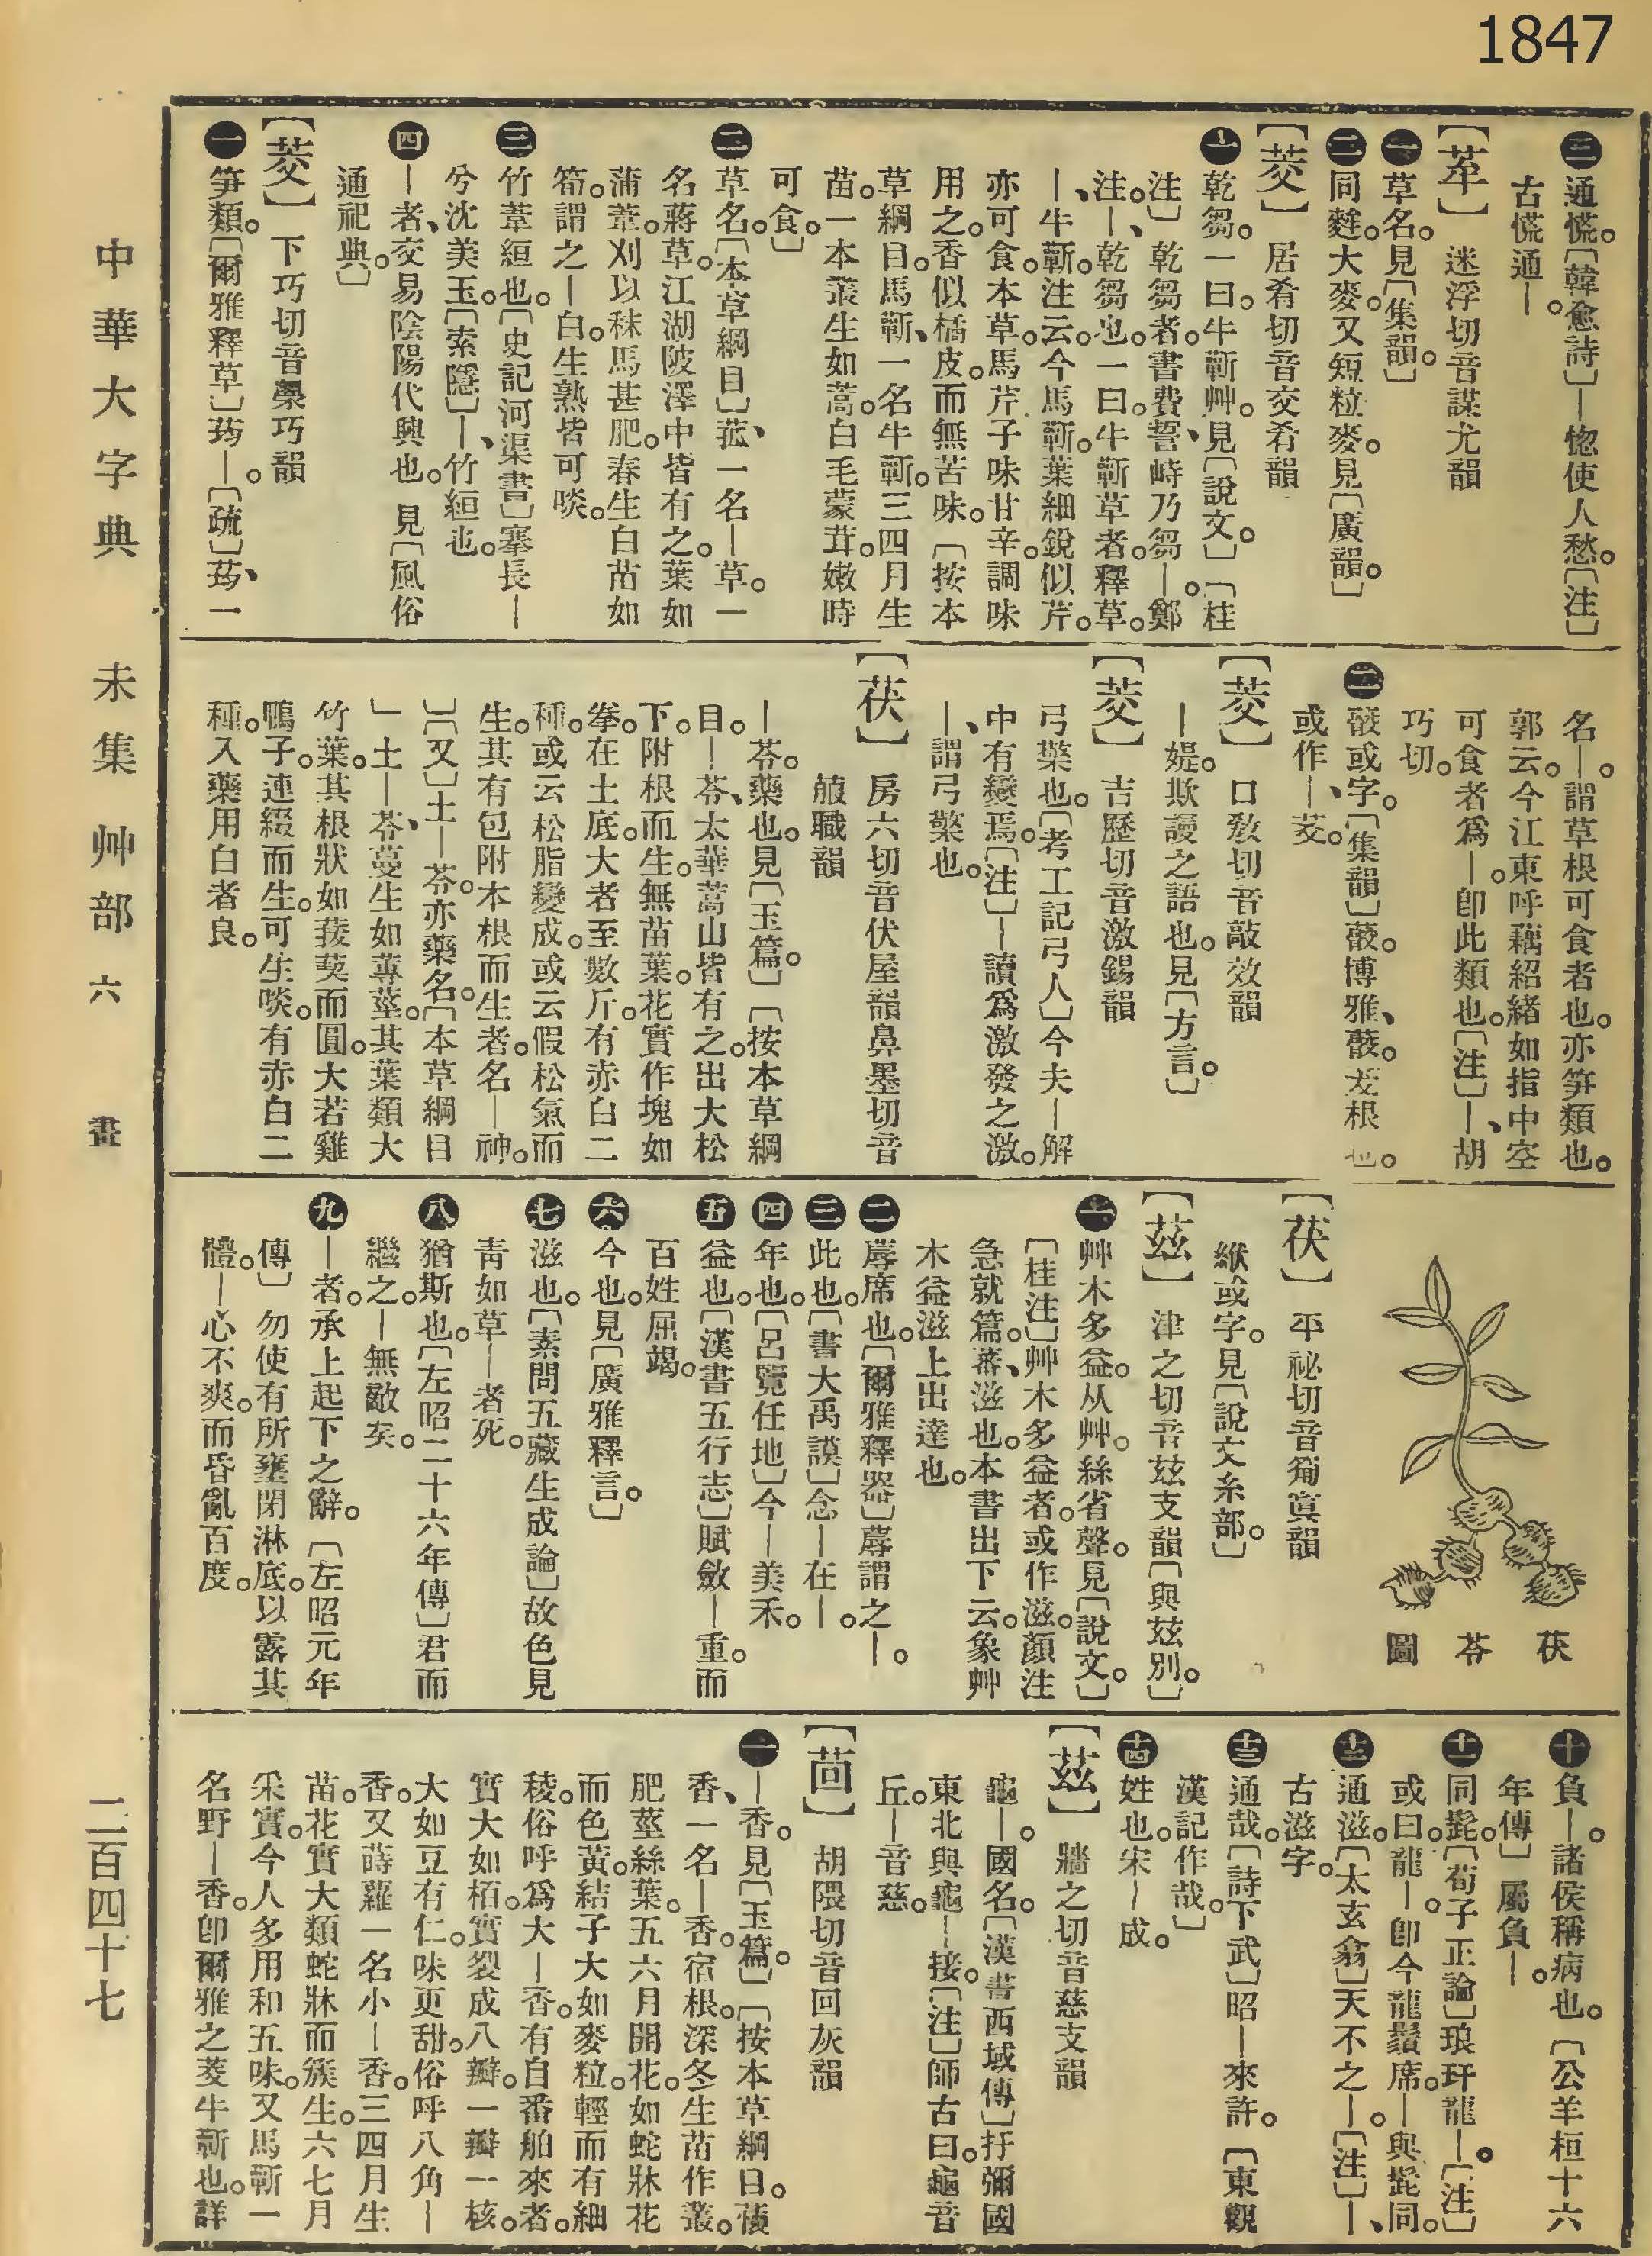 1847
㊂通慌。〔韓愈詩〕―惚使人愁。〔注〕
古慌通―。
【䒫】 迷浮切音謀尤韻
㊀草名。見〔集韻。〕
㊁同麰。大麥。又短粒麥。見〔廣韻。〕
【茭】 居肴切音交肴韻
㊀乾芻。一曰。牛蘄艸。見〔說文。〕〔桂
注〕乾芻者。書費誓、峙乃芻―。鄭
注。―、乾芻也。一曰。牛蘄草者。釋草。
―、牛蘄。注云。今馬蘄。葉細銳似芹。
亦可食。本草。馬芹子味甘辛。調味
用之。香似橘皮。而無苦味。〔按本
草綱目。馬蘄、一名牛蘄。三四月生
苗。一本叢生如蒿。白毛蒙茸。嫩時
可食。〕
㊁草名。〔本草綱目〕菰、一名―草。一
名蔣草。江湖陂澤中皆有之。葉如
蒲葦。刈以秣馬甚肥。春生白苗如
筍。謂之―白。生熟皆可啖。
㊂竹葦絚也。〔史記河渠書〕搴長―
兮沈美玉。〔索隱〕―、竹絚也。
㊃―者、交易陰陽代興也。見〔風俗
通祀典。〕
【茭】 下巧切音槀巧韻
㊀笋類。〔爾雅釋草〕茒―。〔疏〕茒、一
名―。謂草根可食者也。亦笋類也。
郭云。今江東呼藕紹緒如指中空
可食者爲―。卽此類也。〔注〕―、胡
巧切。
㊁䕧或字。〔集韻〕䕧。博雅、䕧。茇根也。
或作―、芰。
【茭】 口敎切音敲效韻
―媞。欺謾之語也。見〔方言。〕
【茭】 吉歷切音激錫韻
弓檠也。〔考工記弓人〕今夫―解
中有變焉。〔注〕―讀爲激發之激。
―、謂弓檠也。
【茯】 房六切音伏屋韻鼻墨切音
菔職韻
―苓。藥也。見〔玉篇。〕〔按本草綱
目。―苓、太華嵩山皆有之。出大松
下。附根而生。無苗葉。花實作塊如
拳。在土底。大者至數斤。有赤白二
種。或云松脂變成。或云假松氣而
生。其有包附本根而生者。名―神。
〕〔又〕土―苓。亦藥名。〔本草綱目
〕土―苓、蔓生如蓴莖。其葉類大
竹葉。其根狀如菝葜而圓。大若雞
鴨子。連綴而生。可生啖。有赤白二
種。入藥用白者良。
茯苓圖
【茯】 平祕切音𤰇寘韻
紱或字。見〔說文糸部。〕
【茲】 津之切音玆支韻〔與玆別。〕
㊀艸木多益。从艸。絲省聲。見〔說文。〕
〔桂注〕艸木多益者。或作滋。顏注
急就篇。蕃、滋也。本書出下云。象艸
木益滋上出達也。
㊁蓐席也。〔爾雅釋器〕蓐謂之―。
㊂此也。〔書大禹謨〕念―在―。
㊃年也。〔呂覽任地〕今―美禾。
㊄益也。〔漢書五行志〕賦斂―重。而
百姓屈竭。
㊅今也。見〔廣雅釋言。〕
㊆滋也。〔素問五藏生成論〕故色見
靑如草―者死。
㊇猶斯也。〔左昭二十六年傳〕君而
繼之。―無敵矣。
㊈―者。承上起下之辭。〔左昭元年
傳〕勿使有所壅閉湫底。以露其
體。―心不爽。而昏亂百度。
㊉負―。諸侯稱病也。〔公羊桓十六
年傳〕屬負―。
十一同髭。〔荀子正論〕琅玕龍―。〔注〕
或曰。龍―。卽今龍鬚席。―與髭同。
十二通滋。〔太玄翕〕天不之―。〔注〕―、
古滋字。
十三通哉。〔詩下武〕昭―來許。〔東觀
漢記作哉。〕
十四姓也。宋―成。
【茲】 牆之切音慈支韻
龜―。國名。〔漢書西域傳〕扜彌國
東北與龜―接。〔注〕師古曰。龜音
丘。―音慈。
【茴】 胡隈切音回灰韻
㊀―香。見〔玉篇。〕〔按本草綱目。蘹
香、一名―香。宿根。深冬生苗作叢。
肥莖絲葉。五六月開花。如蛇牀花
而色黃。結子大如麥粒。輕而有細
稜。俗呼爲大―香。有自番舶來者。
實大如栢。實裂成八瓣。一瓣一核。
大如豆有仁。味更甜。俗呼八角―
香。又蒔蘿一名小―香。三四月生
苗。花實大類蛇牀而簇生。六七月
采實。今人多用和五味。又馬蘄一
名野―香。卽爾雅之茭牛蘄也。詳
中華大字典 未集 艸部 六 畫 二百四十七